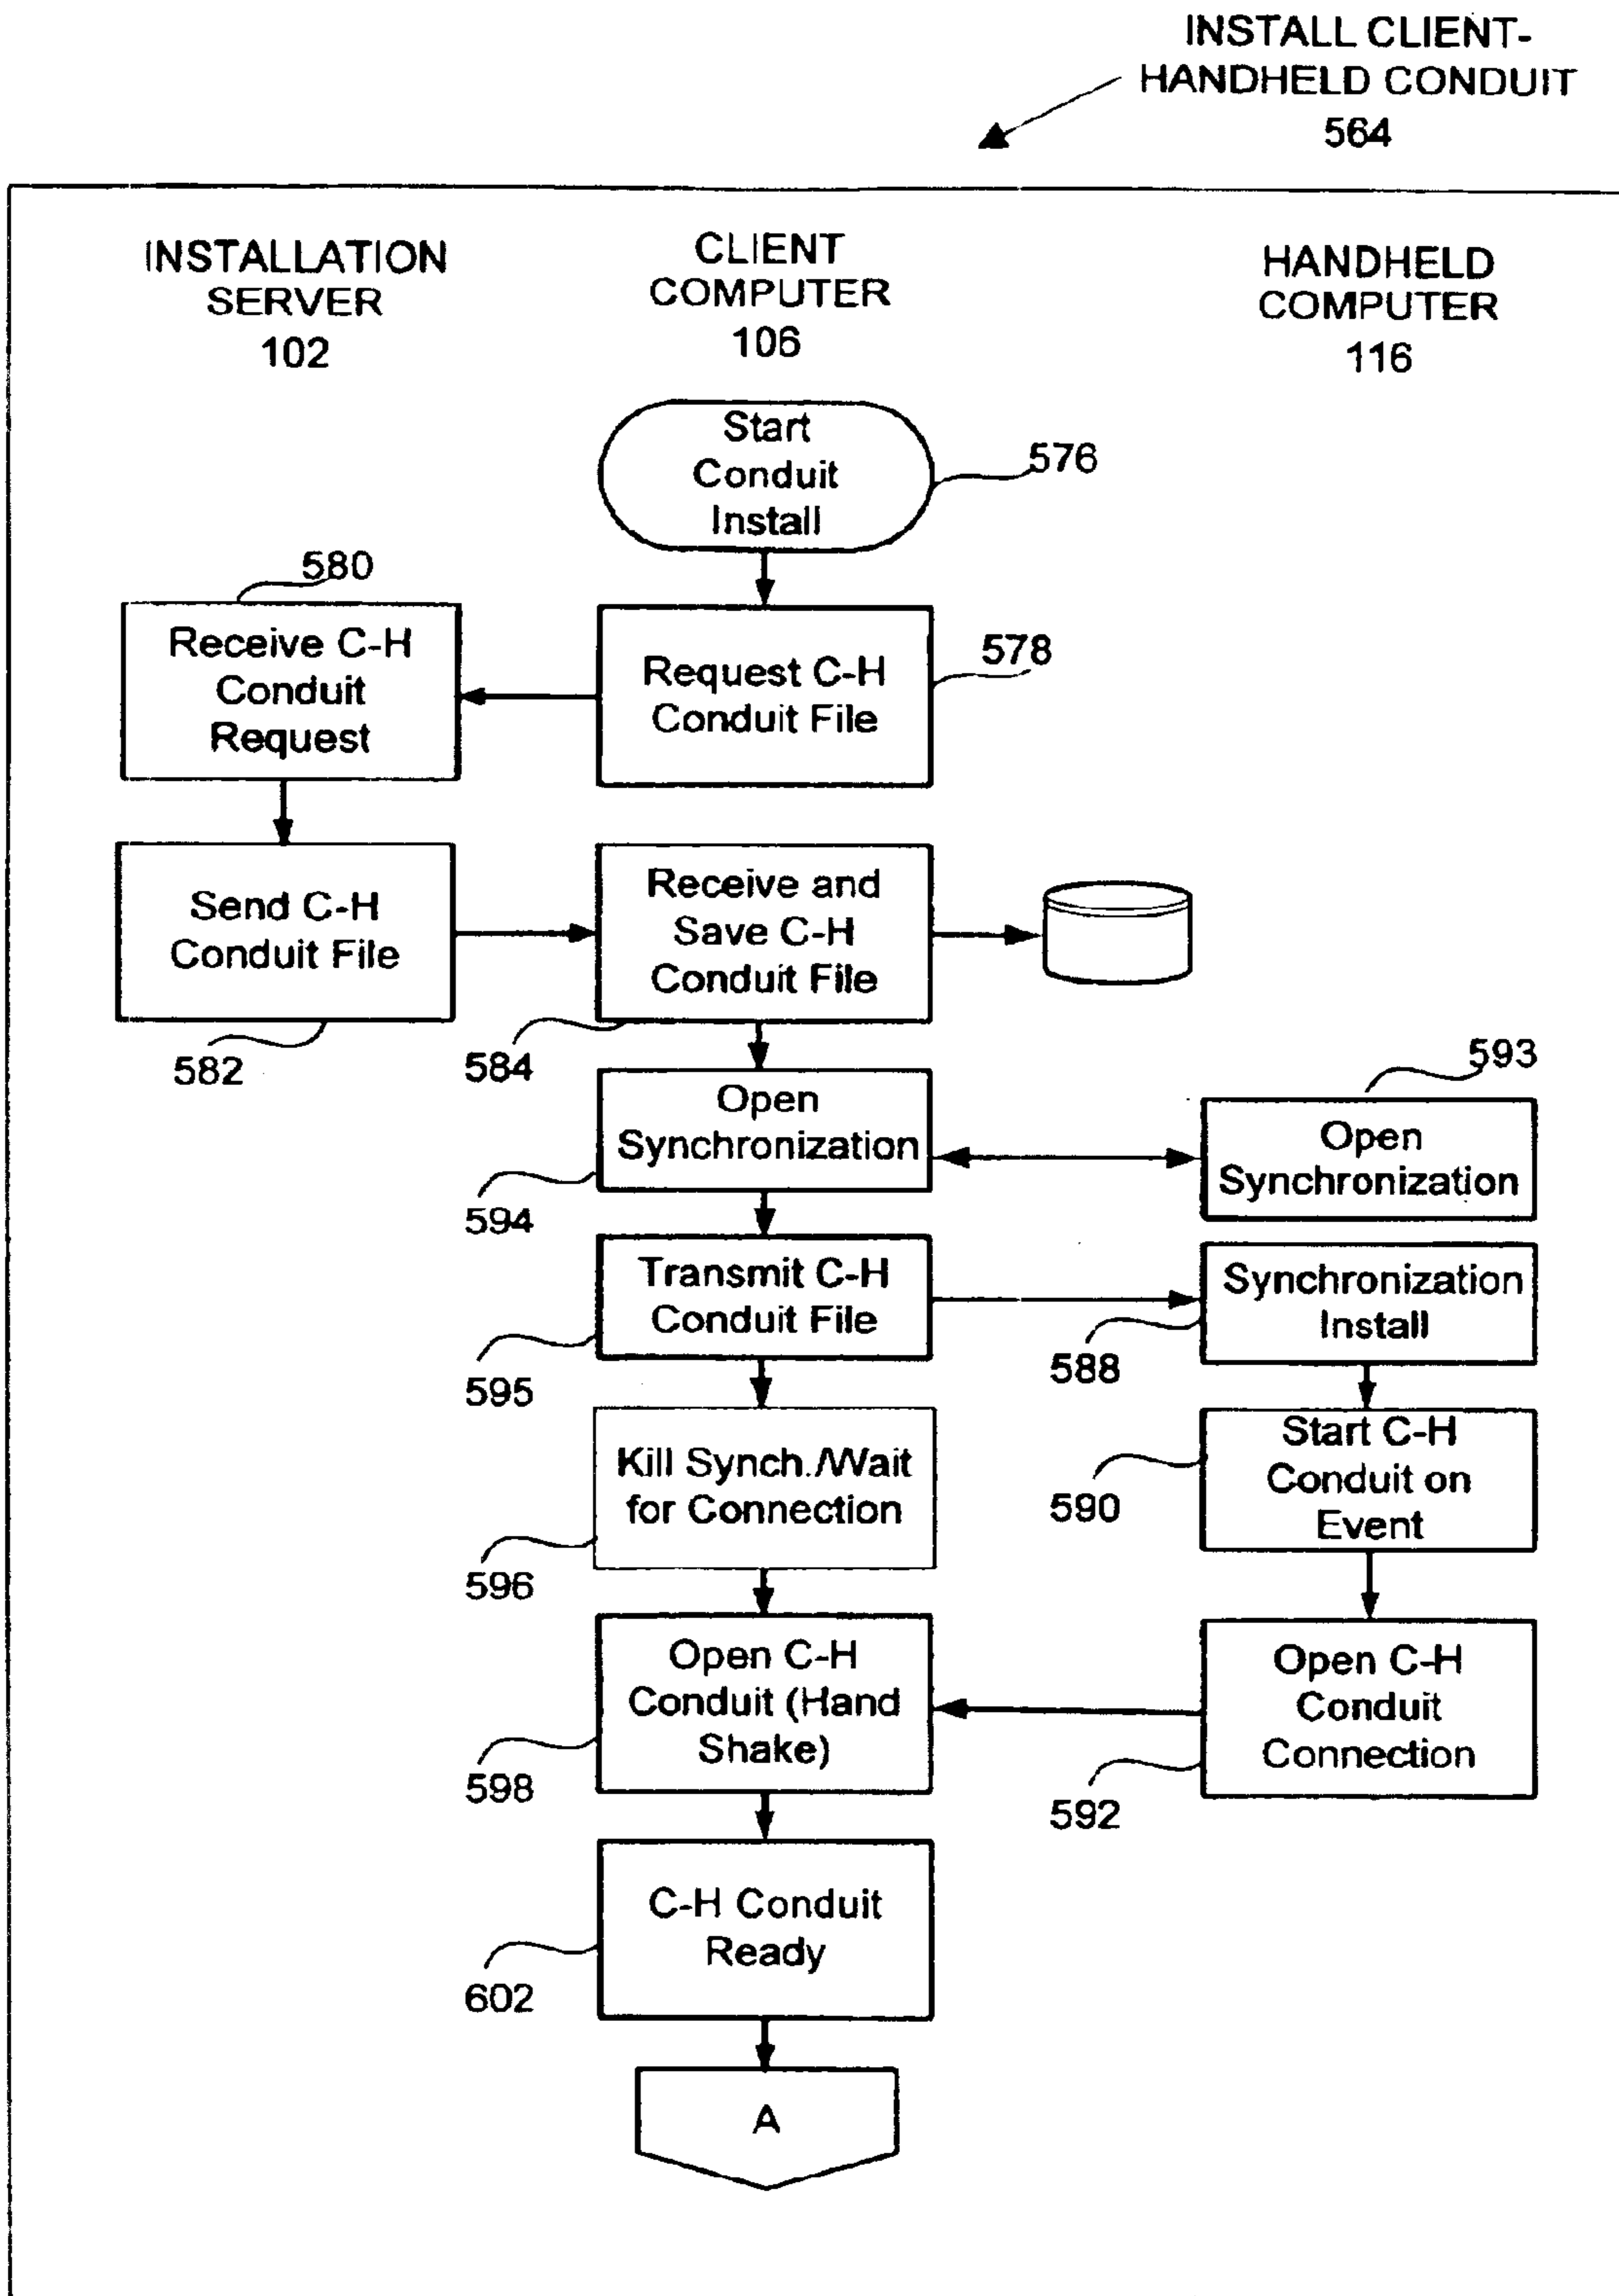 INSTALL CLIENT-
HANDHELD CONDUIT
564
INSTALLATION
SERVER
102
CLIENT
COMPUTER
106
HANDHELD
COMPUTER
116
Start
Conduit
Install
576
580
Receive C-H
Conduit
Request
Request C-H
Conduit File
578
Send C-H
Conduit File
582
Receive and
Save C-H
Conduit File
584
593
Open
Synchronization
594
Open
Synchronization
Transmit C-H
Conduit File
595
Synchronization
Install
588
Kill Synch./Wait
for Connection
596
Start C-H
Conduit on
Event
590
Open C-H
Conduit (Hand
Shake)
598
Open C-H
Conduit
Connection
592
C-H Conduit
Ready
602
A